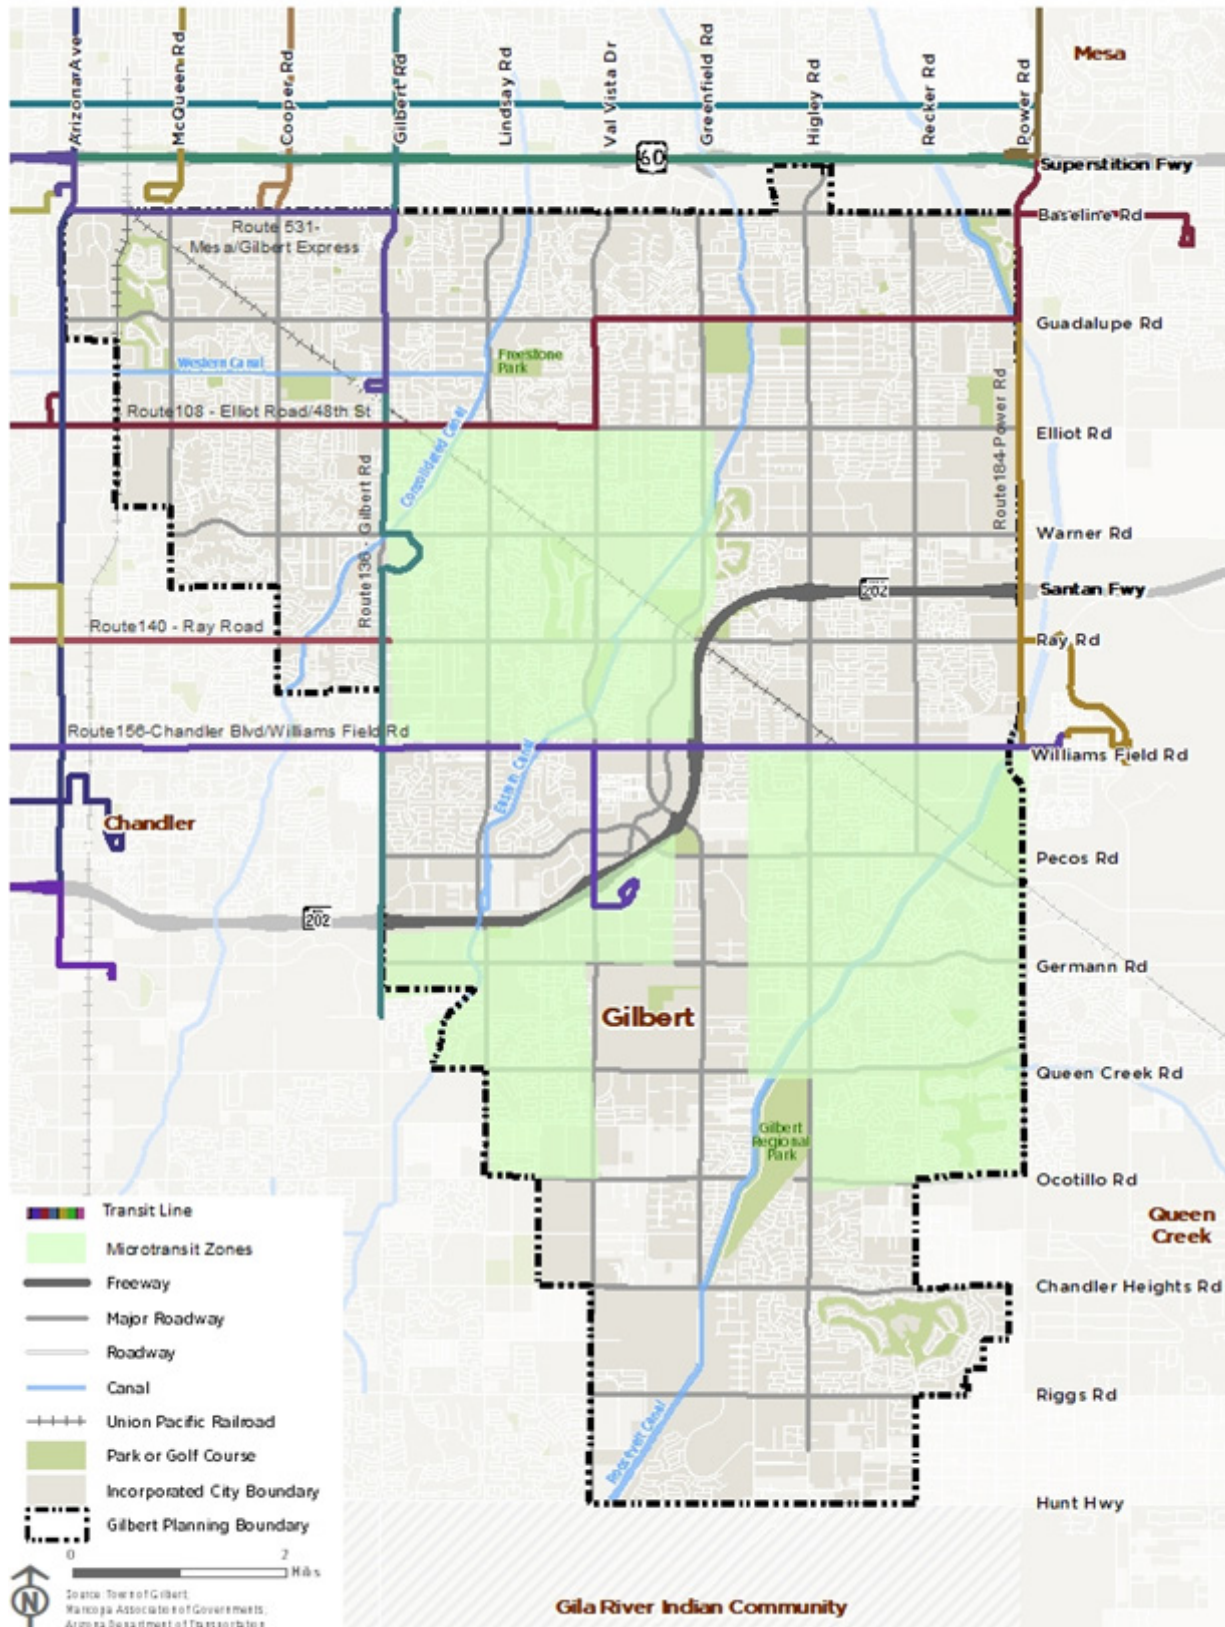 Mesa
Arizona Ave
McQueen Rd
Cooper Rd
Gilbert Rd
Lindsay Rd
Val Vista Dr
Greenfield Rd
Higley Rd
Recker Rd
Power Rd
60
Superstition Fwy
Baseline Rd
Route 531-
Mesa/Gilbert Express
Guadalupe Rd
Western Canal
Freestone
Park
Route108 - Elliot Road/48th St
Route184-Power Rd
Elliot Rd
Consolidated Canal
Route136 - Gilbert Rd
Warner Rd
202
Santan Fwy
Route140 - Ray Road
Ray Rd
Route156-Chandler Blvd/Williams Field Rd
Williams Field Rd
Eastern Canal
Chandler
Pecos Rd
202
Germann Rd
Gilbert
Queen Creek Rd
Gilbert
Regional
Park
Ocotillo Rd
Queen
Creek
Chandler Heights Rd
Riggs Rd
Roosevelt Canal
Hunt Hwy
Gila River Indian Community
Transit Line
Microtransit Zones
Freeway
Major Roadway
Roadway
Canal
Union Pacific Railroad
Park or Golf Course
Incorporated City Boundary
Gilbert Planning Boundary
0 2
Miles
N
Source: Town of Gilbert,
Maricopa Association of Governments,
Arizona Department of Transportation